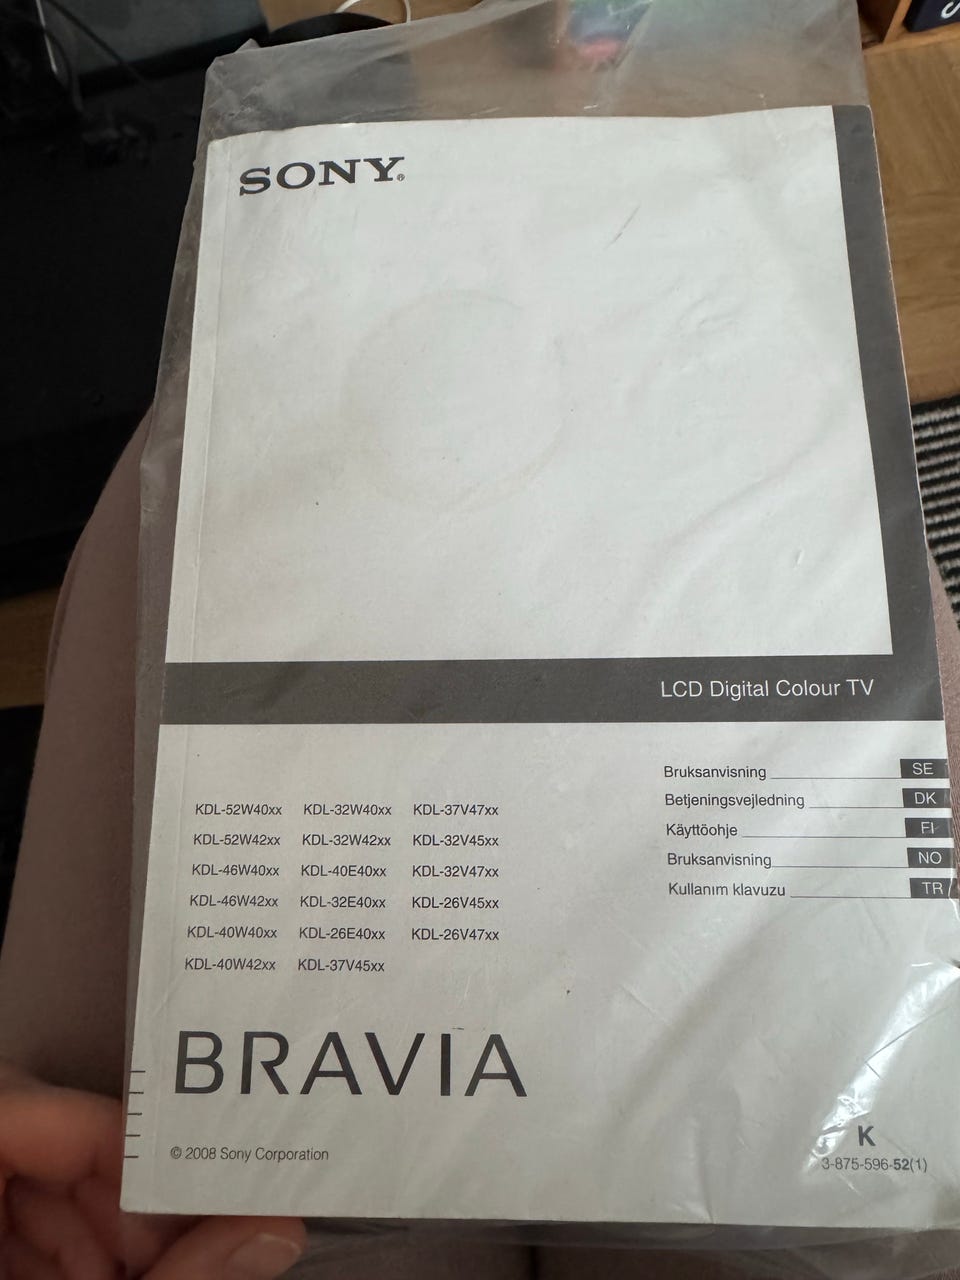 SONY®
LCD Digital Colour TV
KDL-52W40xx KDL-32W40xx KDL-37V47xx
KDL-52W42xx KDL-32W42xx KDL-32V45xx
KDL-46W40xx KDL-40E40xx KDL-32V47xx
KDL-46W42xx KDL-32E40xx KDL-26V45xx
KDL-40W40xx KDL-26E40xx KDL-26V47xx
KDL-40W42xx KDL-37V45xx
Bruksanvisning SE
Betjeningsvejledning DK
Käyttöohje FI
Bruksanvisning NO
Kullanım klavuzu TR
BRAVIA
© 2008 Sony Corporation
K
3-875-596-52(1)